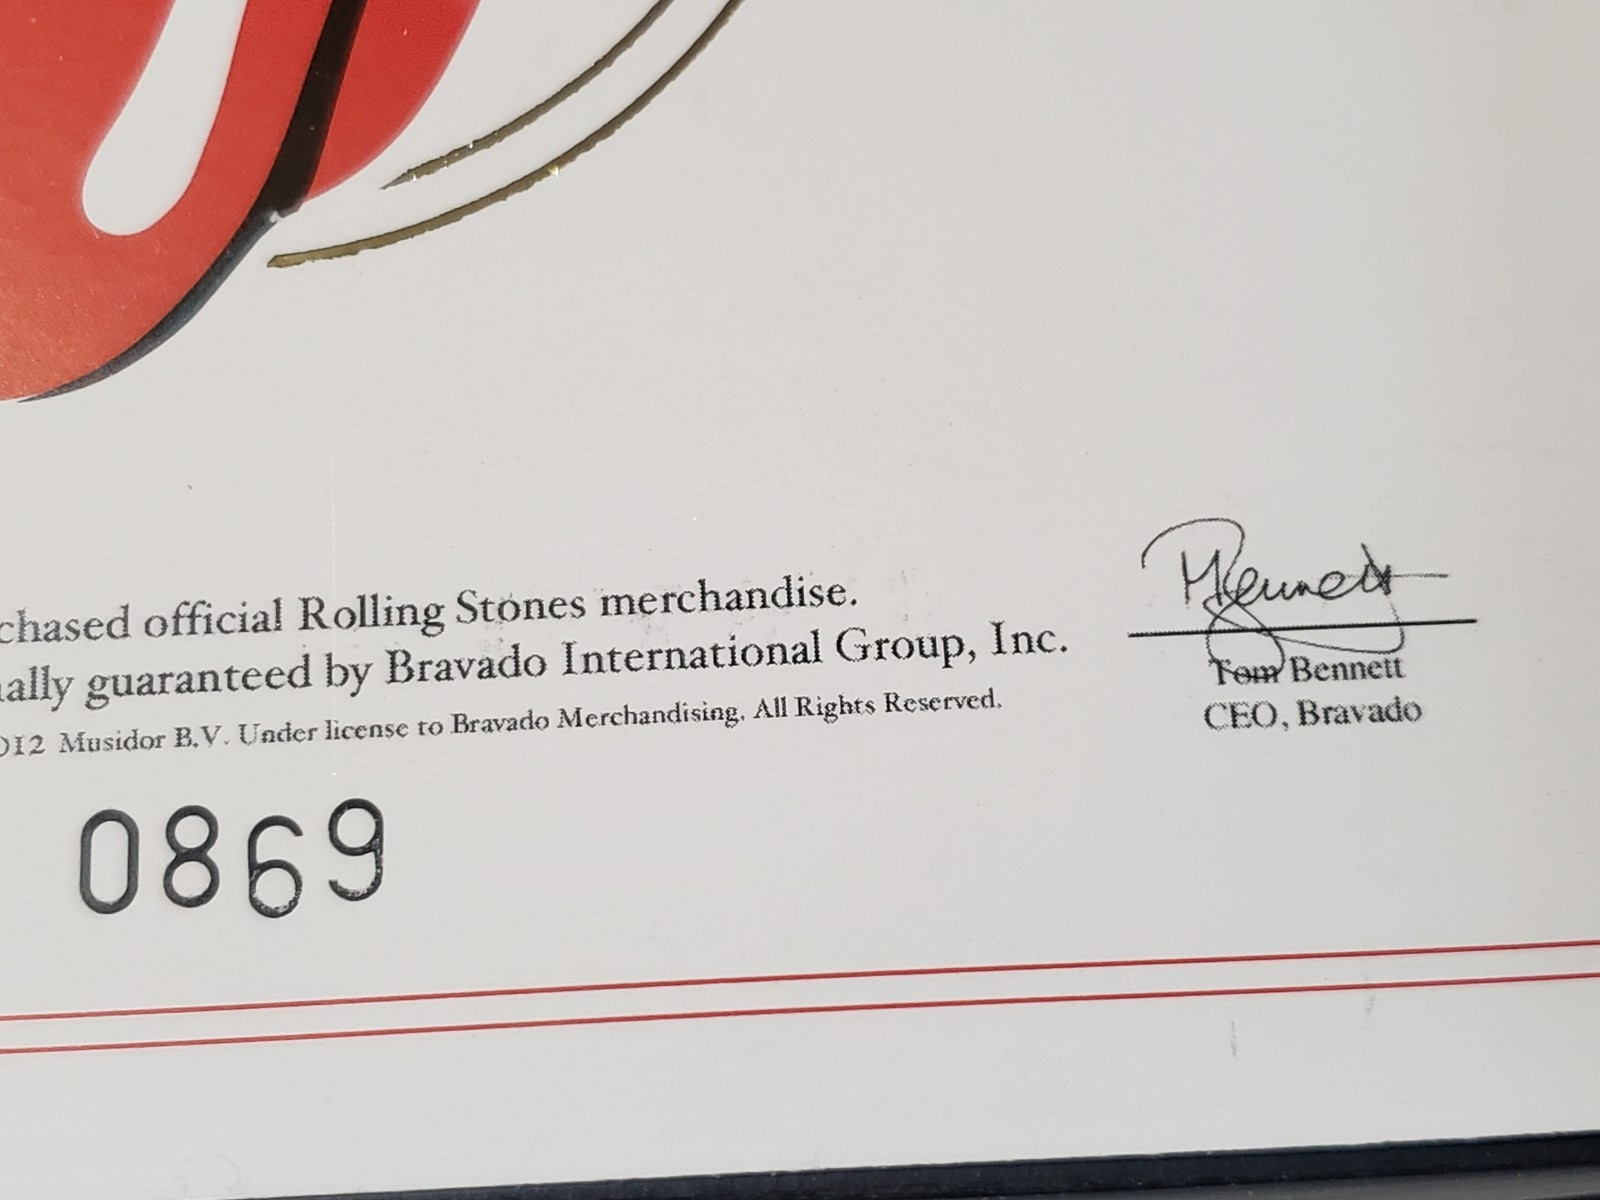 chased official Rolling Stones merchandise.
ally guaranteed by Bravado International Group, Inc.
012 Musidor B.V. Under license to Bravado Merchandising. All Rights Reserved.
Bennett
Tom Bennett
CEO, Bravado
0869